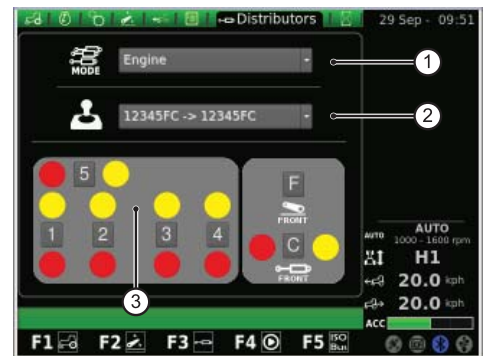 Distributors
29 Sep - 09:51
MODE
Engine
1
12345FC -> 12345FC
2
5
F
FRONT
1 2 3 4
C
FRONT
3
AUTO
AUTO
1000 - 1600 rpm
H1
20.0 kph
20.0 kph
ACC
F1 F2 F3 F4 F5 ISO Bus